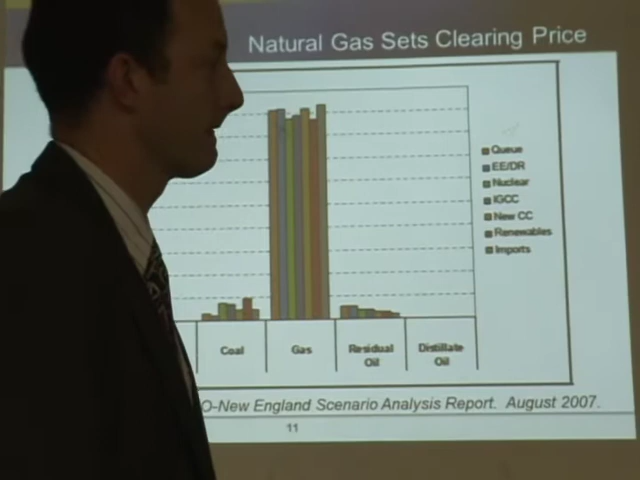 Natural Gas Sets Clearing Price
Queue
EE/DR
Nuclear
IGCC
New CC
Renewables
Imports
Coal
Gas
Residual
Oil
Distillate
Oil
O-New England Scenario Analysis Report. August 2007.
11